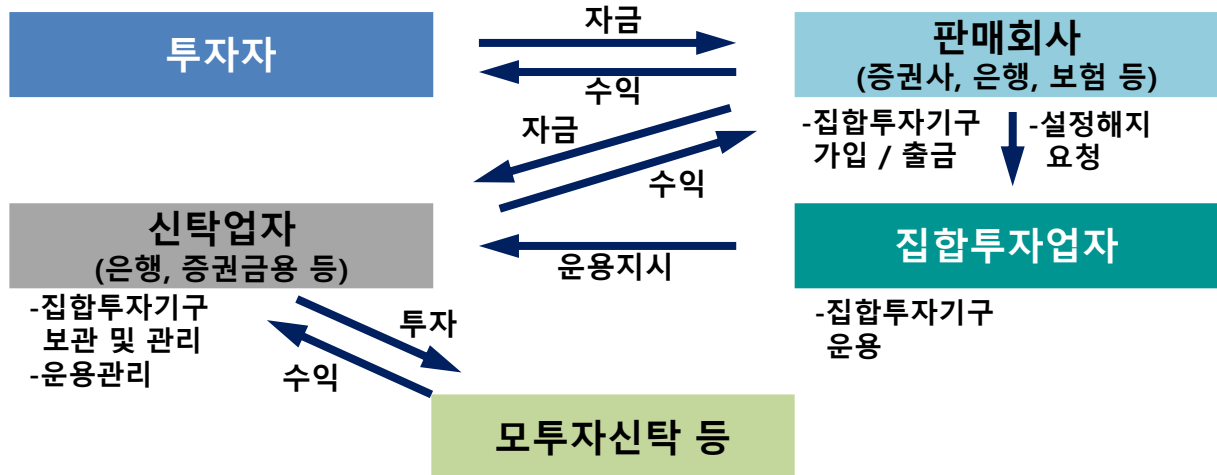 투자자
자금
수익
판매회사
(증권사, 은행, 보험 등)
-집합투자기구
가입 / 출금
-설정해지
요청
자금
수익
신탁업자
(은행, 증권금용 등)
-집합투자기구
보관 및 관리
-운용관리
운용지시
집합투자업자
-집합투자기구
운용
투자
수익
모투자신탁 등